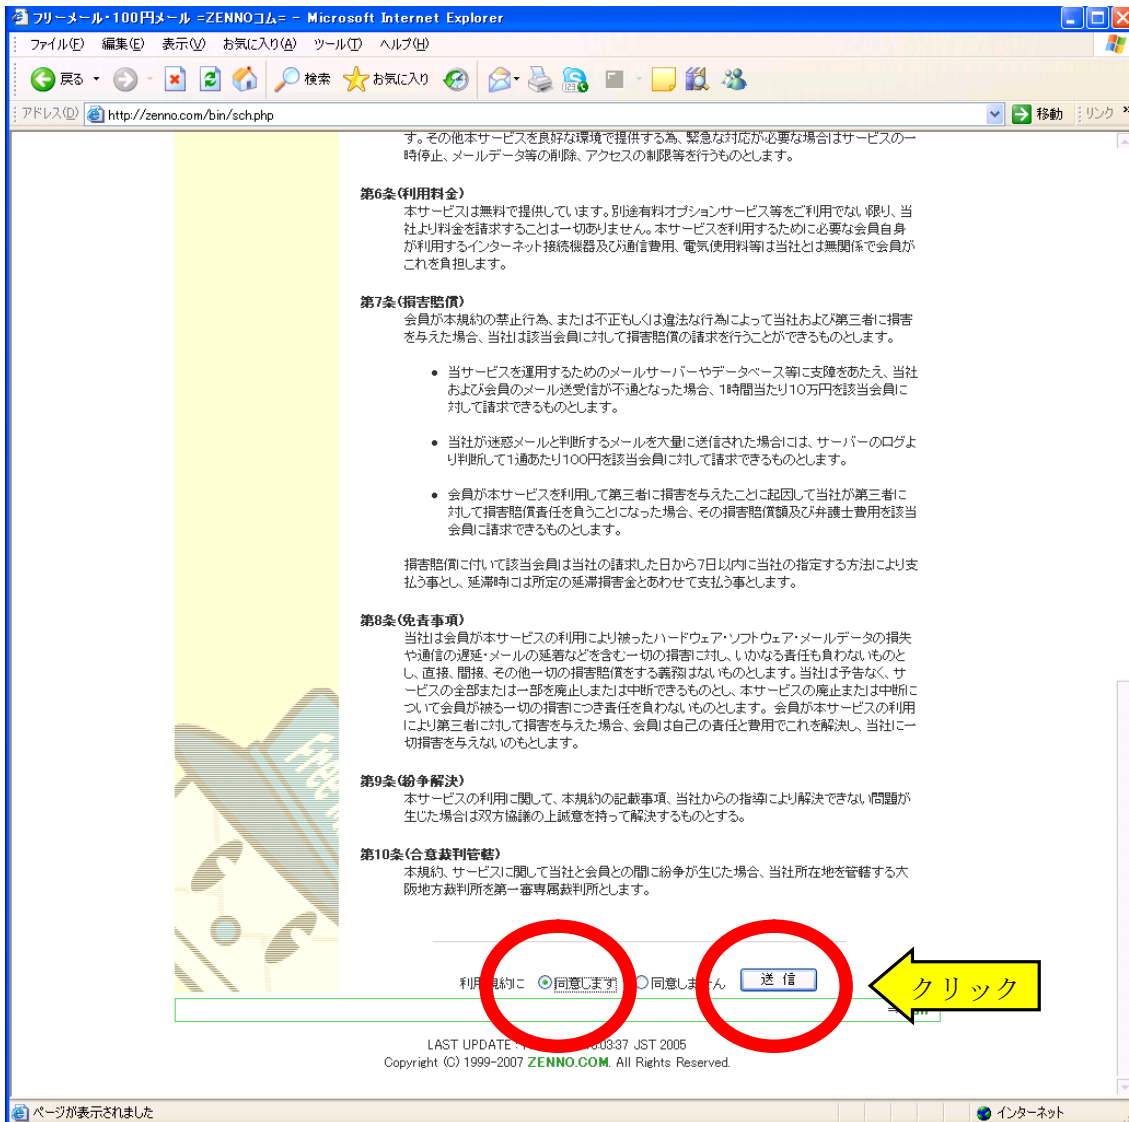 フリーメール・100円メール =ZENNOコム= - Microsoft Internet Explorer
ファイル(F) 編集(E) 表示(V) お気に入り(A) ツール(T) ヘルプ(H)
戻る 検索 お気に入り
アドレス(D) http://zenno.com/bin/sch.php 移動 リンク »
す。その他本サービスを良好な環境で提供する為、緊急な対応が必要な場合はサービスの一
時停止、メールデータ等の削除、アクセスの制限等を行うものとします。
第6条(利用料金)
本サービスは無料で提供しています。別途有料オプションサービス等をご利用でない限り、当
社より料金を請求することは一切ありません。本サービスを利用するために必要な会員自身
が利用するインターネット接続機器及び通信費用、電気使用料等は当社とは無関係で会員が
これを負担します。
第7条(損害賠償)
会員が本規約の禁止行為、または不正もしくは違法な行為によって当社および第三者に損害
を与えた場合、当社は該当会員に対して損害賠償の請求を行うことができるものとします。
● 当サービスを運用するためのメールサーバーやデータベース等に支障をあたえ、当社
および会員のメール送受信が不通となった場合、1時間当たり10万円を該当会員に
対して請求できるものとします。
● 当社が迷惑メールと判断するメールを大量に送信された場合には、サーバーのログよ
り判断して1通あたり100円を該当会員に対して請求できるものとします。
● 会員が本サービスを利用して第三者に損害を与えたことに起因して当社が第三者に
対して損害賠償責任を負うことになった場合、その損害賠償額及び弁護士費用を該当
会員に請求できるものとします。
損害賠償に付いて該当会員は当社の請求した日から7日以内に当社の指定する方法により支
払う事とし、延滞時には所定の延滞損害金とあわせて支払う事とします。
第8条(免責事項)
当社は会員が本サービスの利用により被ったハードウェア・ソフトウェア・メールデータの損失
や通信の遅延・メールの延着などを含む一切の損害に対し、いかなる責任も負わないものと
し、直接、間接、その他一切の損害賠償をする義務はないものとします。当社は予告なく、サ
ービスの全部または一部を廃止しまたは中断できるものとし、本サービスの廃止または中断に
ついて会員が被る一切の損害につき責任を負わないものとします。 会員が本サービスの利用
により第三者に対して損害を与えた場合、会員は自己の責任と費用でこれを解決し、当社に一
切損害を与えないのもとします。
第9条(紛争解決)
本サービスの利用に関して、本規約の記載事項、当社からの指導により解決できない問題が
生じた場合は双方協議の上誠意を持って解決するものとする。
第10条(合意裁判管轄)
本規約、サービスに関して当社と会員との間に紛争が生じた場合、当社所在地を管轄する大
阪地方裁判所を第一審専属裁判所とします。
利用規約に 同意します 同意しません 送信
クリック
LAST UPDATE : 03:37 JST 2005
Copyright (C) 1999-2007 ZENNO.COM. All Rights Reserved.
ページが表示されました インターネット